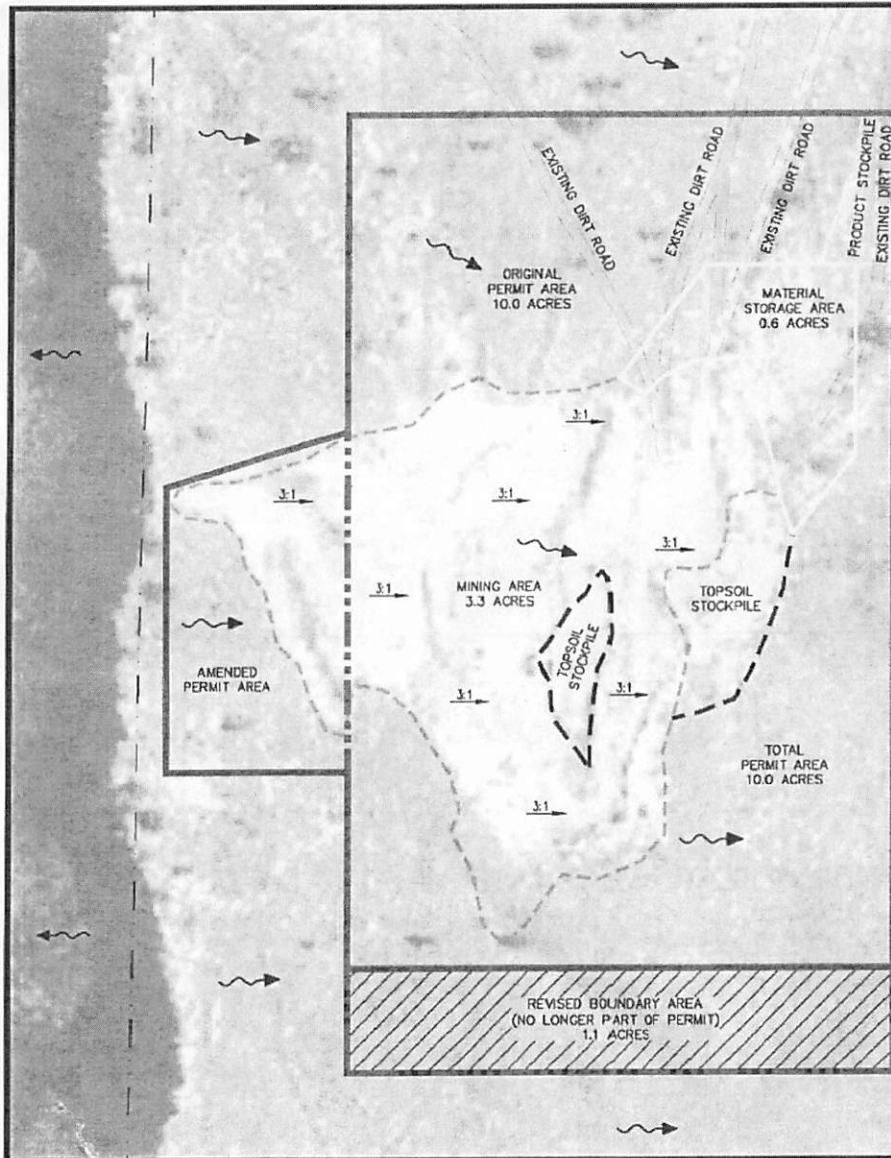 EXISTING DIRT ROAD
EXISTING DIRT ROAD
EXISTING DIRT ROAD
PRODUCT STOCKPILE
EXISTING DIRT ROAD
ORIGINAL
PERMIT AREA
10.0 ACRES
MATERIAL
STORAGE AREA
0.6 ACRES
3:1
3:1
3:1
3:1
3:1
MINING AREA
3.3 ACRES
TOPSOIL
STOCKPILE
TOPSOIL
STOCKPILE
AMENDED
PERMIT AREA
3:1
3:1
TOTAL
PERMIT AREA
10.0 ACRES
3:1
REVISED BOUNDARY AREA
(NO LONGER PART OF PERMIT)
1.1 ACRES